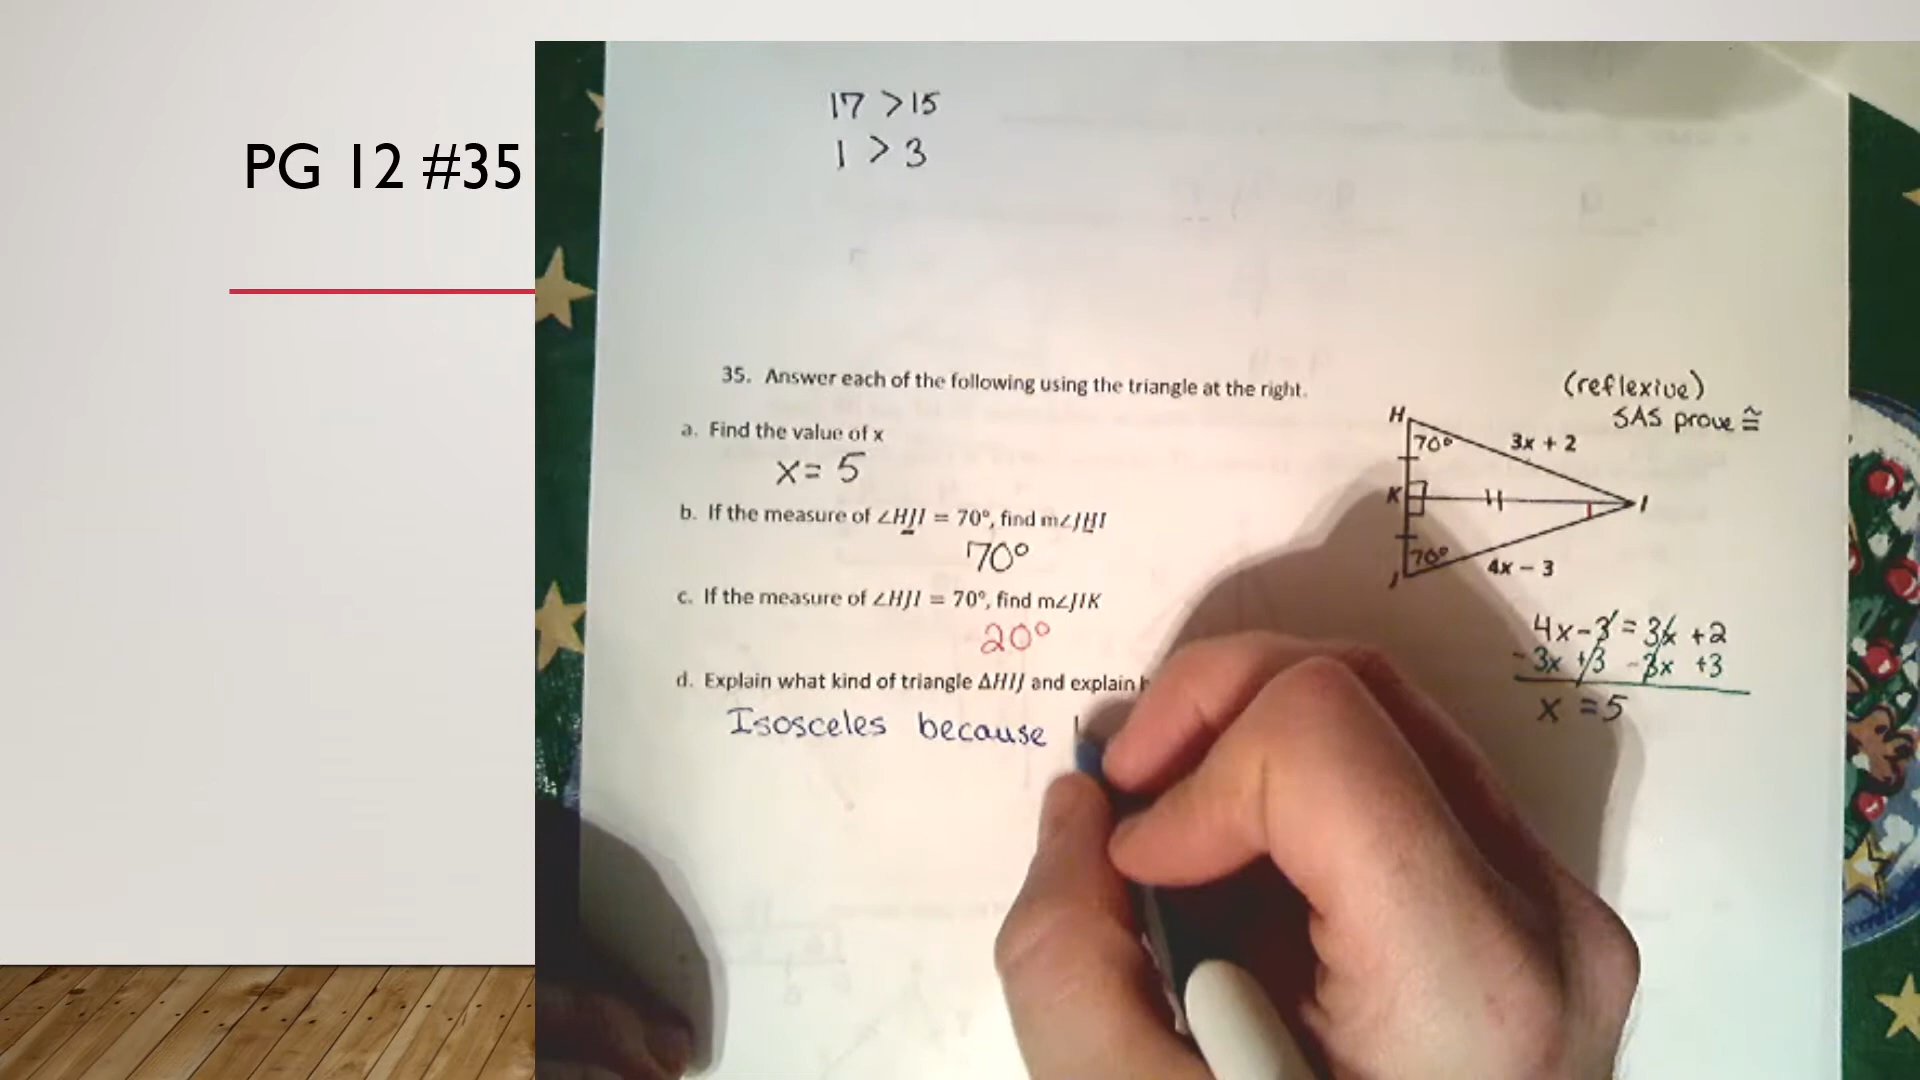 PG 12 #35
17 > 15
1 > 3
35. Answer each of the following using the triangle at the right.
a. Find the value of x
x = 5
b. If the measure of ∠HJI = 70°, find m∠JHI
70°
c. If the measure of ∠HJI = 70°, find m∠JIK
20°
d. Explain what kind of triangle ΔHIJ and explain
Isosceles because
(reflexive)
SAS prove ≅
H
70°
3x + 2
K
I
70°
J
4x – 3
4x - 3 = 3x + 2
- 3x + 3 - 3x + 3
x = 5